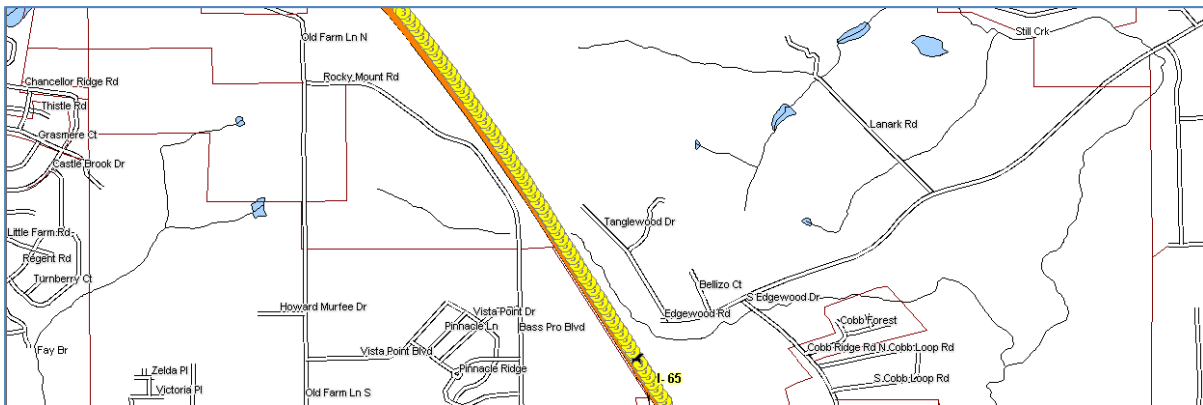 Old Farm Ln N
Still Crk
Chancellor Ridge Rd
Rocky Mount Rd
Thistle Rd
Lanark Rd
Grasmere Ct
Castle Brook Dr
Tanglewood Dr
Little Farm Rd
Regent Rd
Turnberry Ct
Bellizo Ct
S Edgewood Dr
Howard Murfee Dr
Vista Point Dr
Edgewood Rd
Cobb Forest
Pinnacle Ln
Bass Pro Blvd
Fay Br
Vista Point Blvd
Cobb Ridge Rd N Cobb Loop Rd
Zelda Pl
Pinnacle Ridge
I- 65
S Cobb Loop Rd
Victoria Pl
Old Farm Ln S